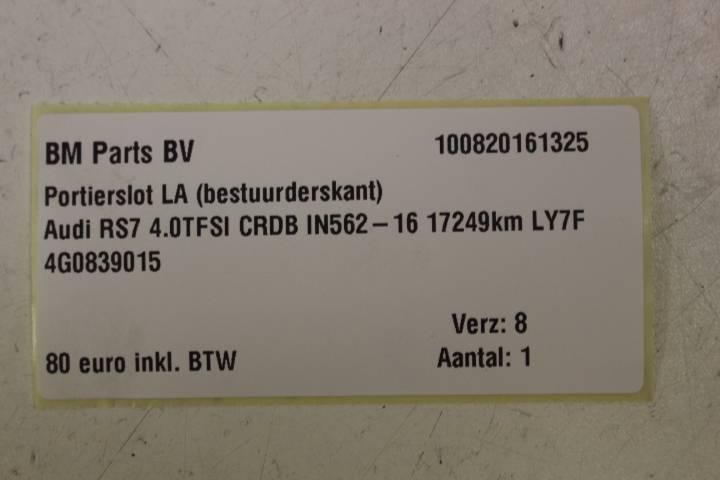 BM Parts BV 100820161325
Portierslot LA (bestuurderskant)
Audi RS7 4.0TFSI CRDB IN562-16 17249km LY7F
4G0839015
Verz: 8
80 euro inkl. BTW Aantal: 1